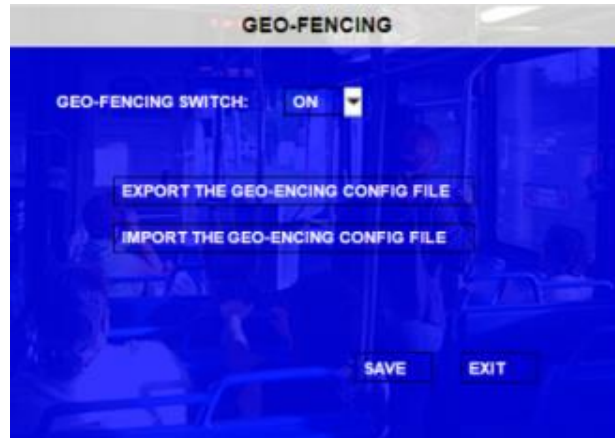 GEO-FENCING
GEO-FENCING SWITCH: ON
EXPORT THE GEO-ENCING CONFIG FILE
IMPORT THE GEO-ENCING CONFIG FILE
SAVE EXIT